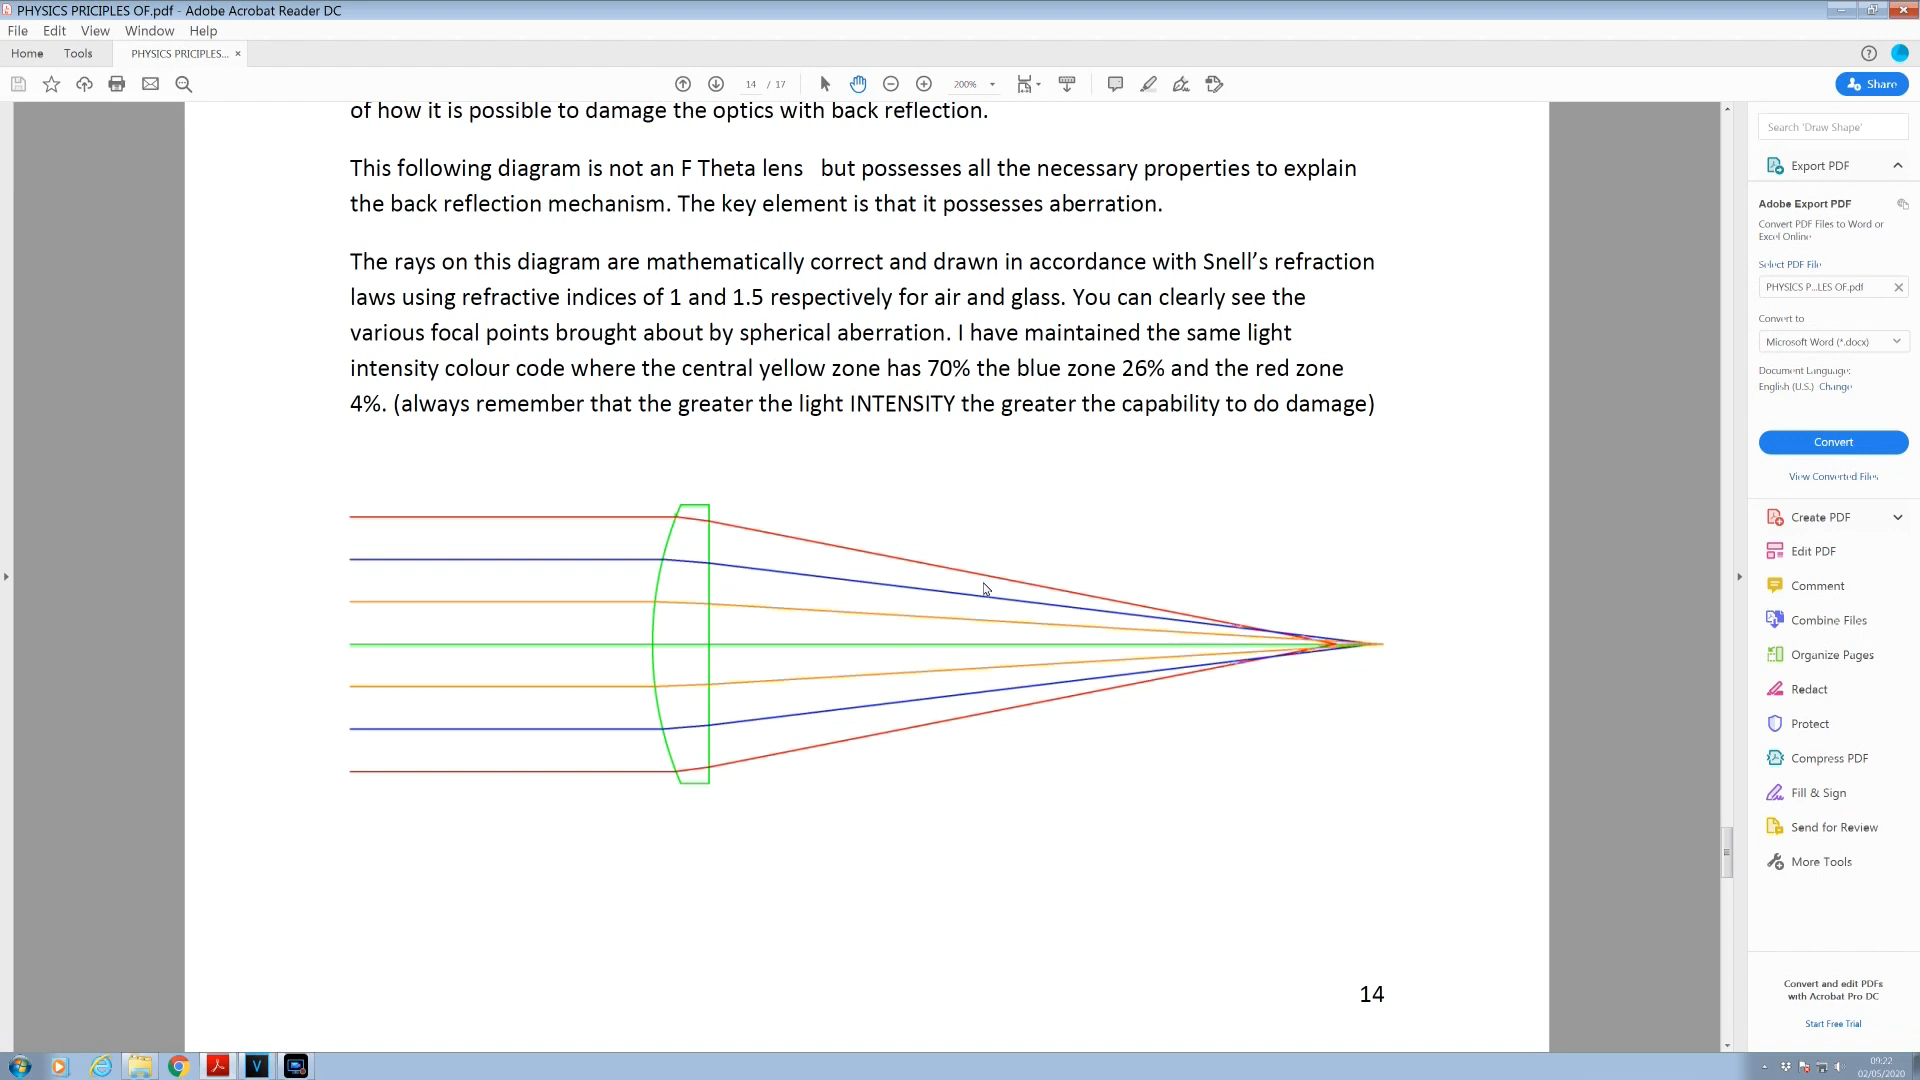 PHYSICS PRICIPLES OF.pdf - Adobe Acrobat Reader DC
File Edit View Window Help
Home Tools PHYSICS PRICIPLES... ×
14 / 17 200% Share
of how it is possible to damage the optics with back reflection.
This following diagram is not an F Theta lens but possesses all the necessary properties to explain
the back reflection mechanism. The key element is that it possesses aberration.
The rays on this diagram are mathematically correct and drawn in accordance with Snell’s refraction
laws using refractive indices of 1 and 1.5 respectively for air and glass. You can clearly see the
various focal points brought about by spherical aberration. I have maintained the same light
intensity colour code where the central yellow zone has 70% the blue zone 26% and the red zone
4%. (always remember that the greater the light INTENSITY the greater the capability to do damage)
14
Search 'Draw Shape'
Export PDF
Adobe Export PDF
Convert PDF Files to Word or
Excel Online
Select PDF File
PHYSICS P...LES OF.pdf
Convert to
Microsoft Word (*.docx)
Document Language:
English (U.S.) Change
Convert
View Converted Files
Create PDF
Edit PDF
Comment
Combine Files
Organize Pages
Redact
Protect
Compress PDF
Fill & Sign
Send for Review
More Tools
Convert and edit PDFs
with Acrobat Pro DC
Start Free Trial
V
09:22
02/05/2020